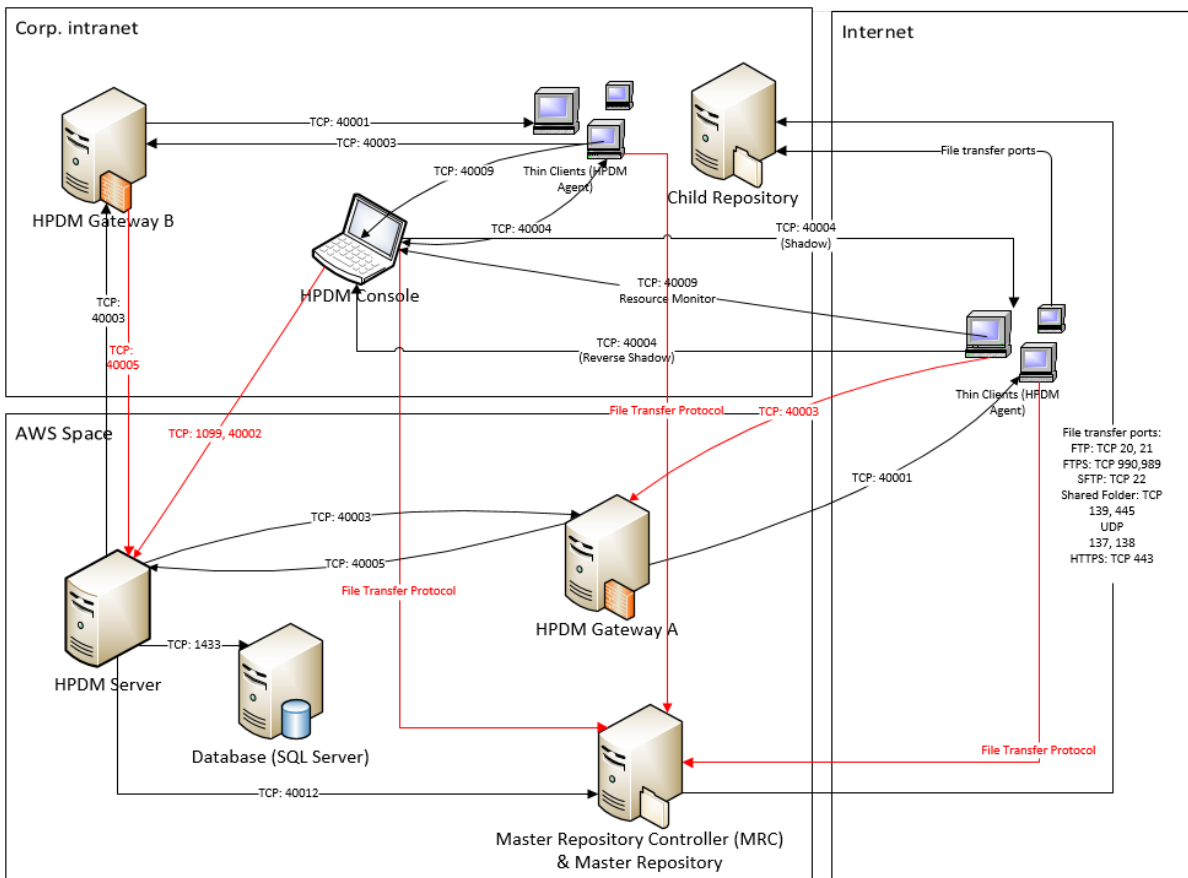 Corp. intranet
Internet
TCP: 40001
TCP: 40003
HPDM Gateway B
TCP: 40009
Thin Clients (HPDM
Agent)
TCP: 40004
Child Repository
File transfer ports
HPDM Console
TCP: 40004
(Shadow)
TCP: 40009
Resource Monitor
TCP: 40004
(Reverse Shadow)
TCP:
40003
TCP:
40005
Thin Clients (HPDM
Agent)
AWS Space
TCP: 1099, 40002
File Transfer Protocol
TCP: 40003
TCP: 40001
File transfer ports:
FTP: TCP 20, 21
FTPS: TCP 990,989
SFTP: TCP 22
Shared Folder: TCP
139, 445
UDP
137, 138
HTTPS: TCP 443
TCP: 40003
TCP: 40005
File Transfer Protocol
HPDM Gateway A
TCP: 1433
HPDM Server
Database (SQL Server)
File Transfer Protocol
TCP: 40012
Master Repository Controller (MRC)
& Master Repository